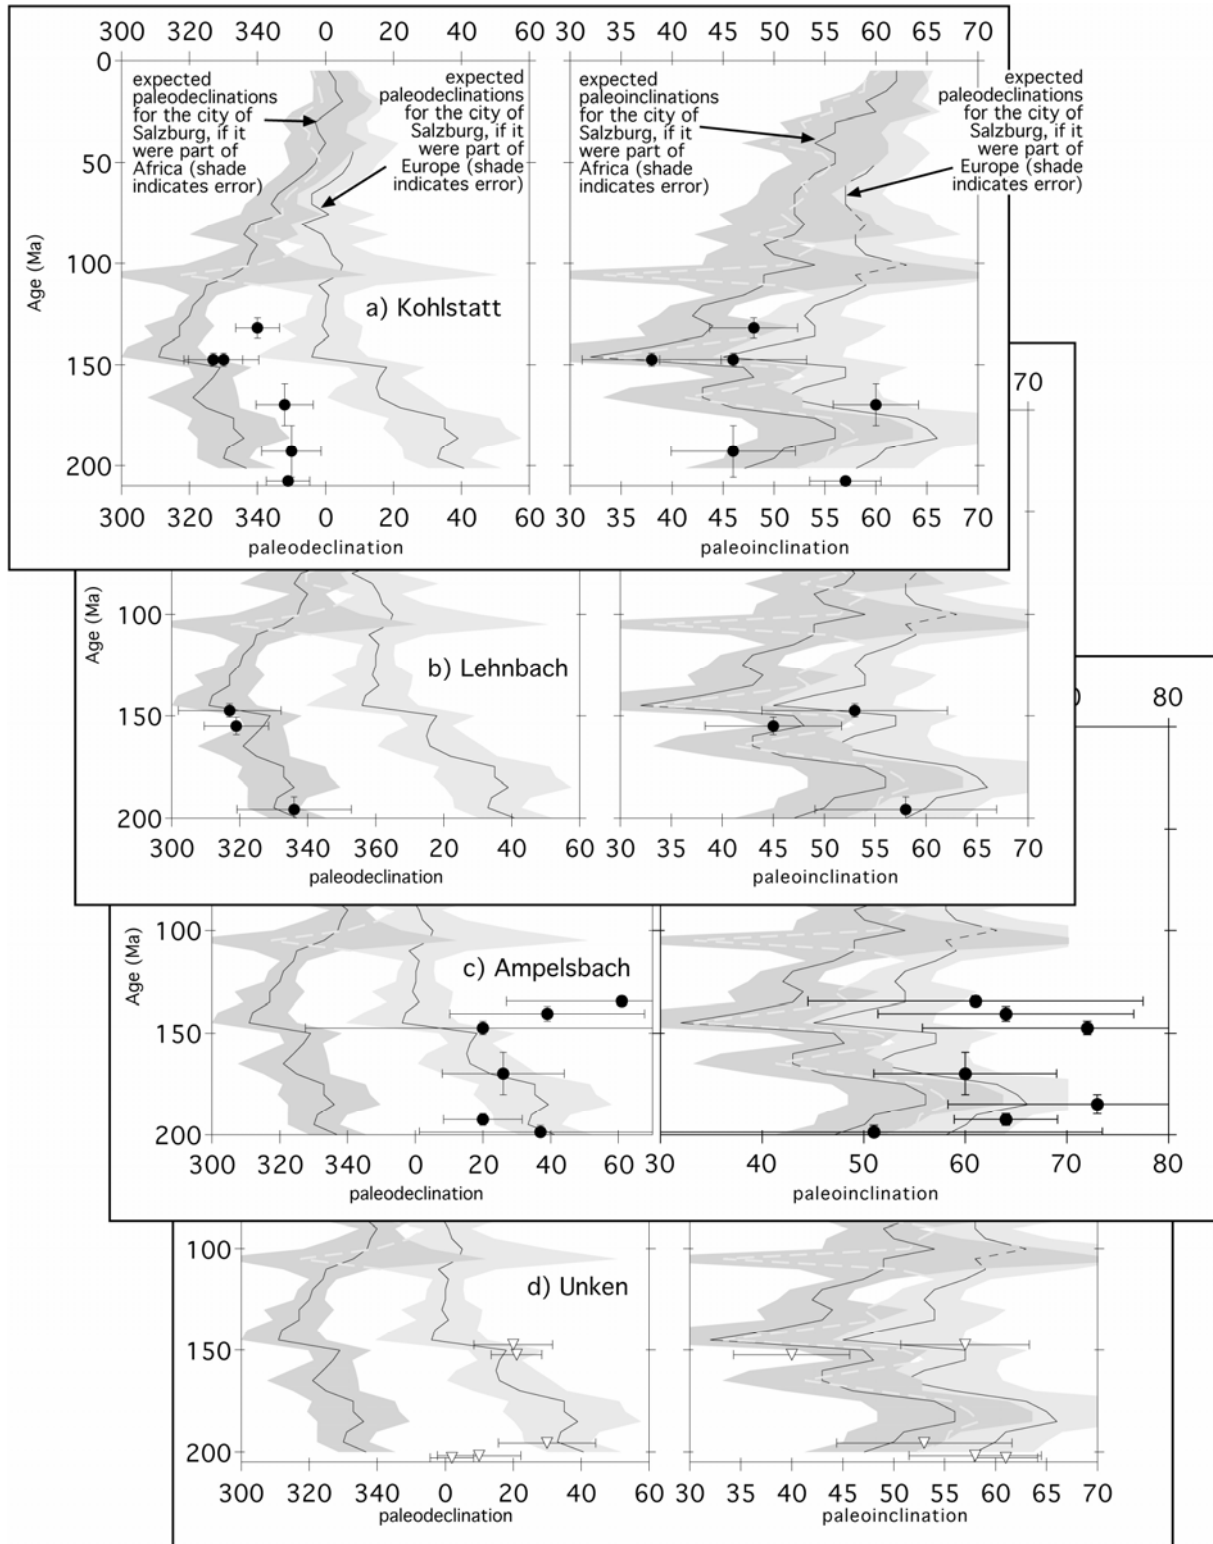 300 320 340 0 20 40 60 30 35 40 45 50 55 60 65 70
0
50
100
150
200
Age (Ma)
expected
paleodeclinations
for the city of
Salzburg, if it
were part of
Africa (shade
indicates error)
expected
paleodeclinations
for the city of
Salzburg, if it
were part of
Europe (shade
indicates error)
expected
paleoinclinations
for the city of
Salzburg, if it
were part of
Africa (shade
indicates error)
expected
paleodeclinations
for the city of
Salzburg, if it
were part of
Europe (shade
indicates error)
a) Kohlstatt
300 320 340 0 20 40 60 30 35 40 45 50 55 60 65 70
paleodeclination paleoinclination
70
100
150
200
Age (Ma)
b) Lehnbach
300 320 340 360 20 40 60 30 35 40 45 50 55 60 65 70
paleodeclination paleoinclination
0 80
100
150
200
Age (Ma)
c) Ampelsbach
300 320 340 0 20 40 60 30 40 50 60 70 80
paleodeclination paleoinclination
100
150
200
d) Unken
300 320 340 0 20 40 60 30 35 40 45 50 55 60 65 70
paleodeclination paleoinclination